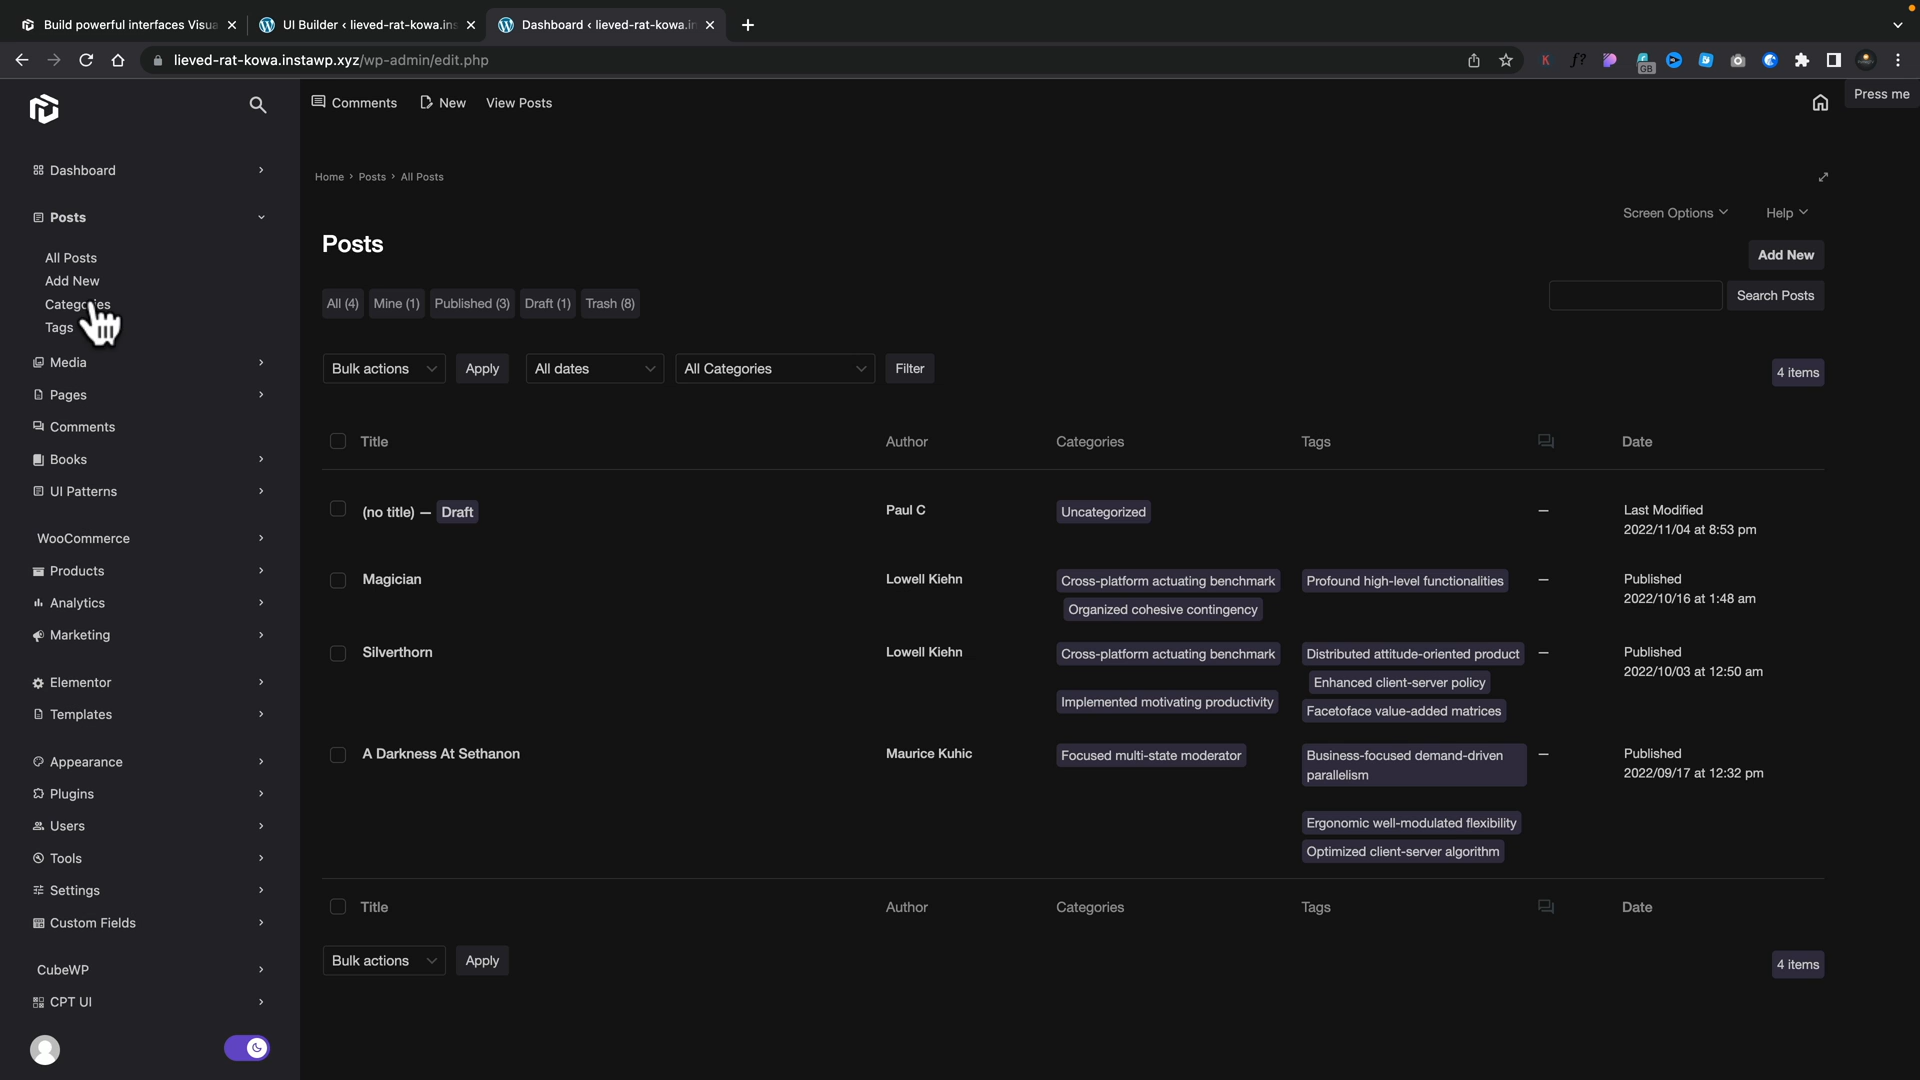 Build powerful interfaces Visua
UI Builder ‹ lieved-rat-kowa.ins
Dashboard ‹ lieved-rat-kowa.in
lieved-rat-kowa.instawp.xyz/wp-admin/edit.php
GB
Comments
New
View Posts
Press me
Dashboard
Posts
All Posts
Add New
Categories
Tags
Media
Pages
Comments
Books
UI Patterns
WooCommerce
Products
Analytics
Marketing
Elementor
Templates
Appearance
Plugins
Users
Tools
Settings
Custom Fields
CubeWP
CPT UI
Home › Posts › All Posts
Screen Options
Help
Posts
Add New
All (4) Mine (1) Published (3) Draft (1) Trash (8)
Search Posts
Bulk actions
Apply
All dates
All Categories
Filter
4 items
Title Author Categories Tags Date
(no title) — Draft
Paul C
Uncategorized
—
Last Modified
2022/11/04 at 8:53 pm
Magician
Lowell Kiehn
Cross-platform actuating benchmark
Organized cohesive contingency
Profound high-level functionalities
—
Published
2022/10/16 at 1:48 am
Silverthorn
Lowell Kiehn
Cross-platform actuating benchmark
Implemented motivating productivity
Distributed attitude-oriented product
Enhanced client-server policy
Facetoface value-added matrices
—
Published
2022/10/03 at 12:50 am
A Darkness At Sethanon
Maurice Kuhic
Focused multi-state moderator
Business-focused demand-driven
parallelism
Ergonomic well-modulated flexibility
Optimized client-server algorithm
—
Published
2022/09/17 at 12:32 pm
Title Author Categories Tags Date
Bulk actions
Apply
4 items